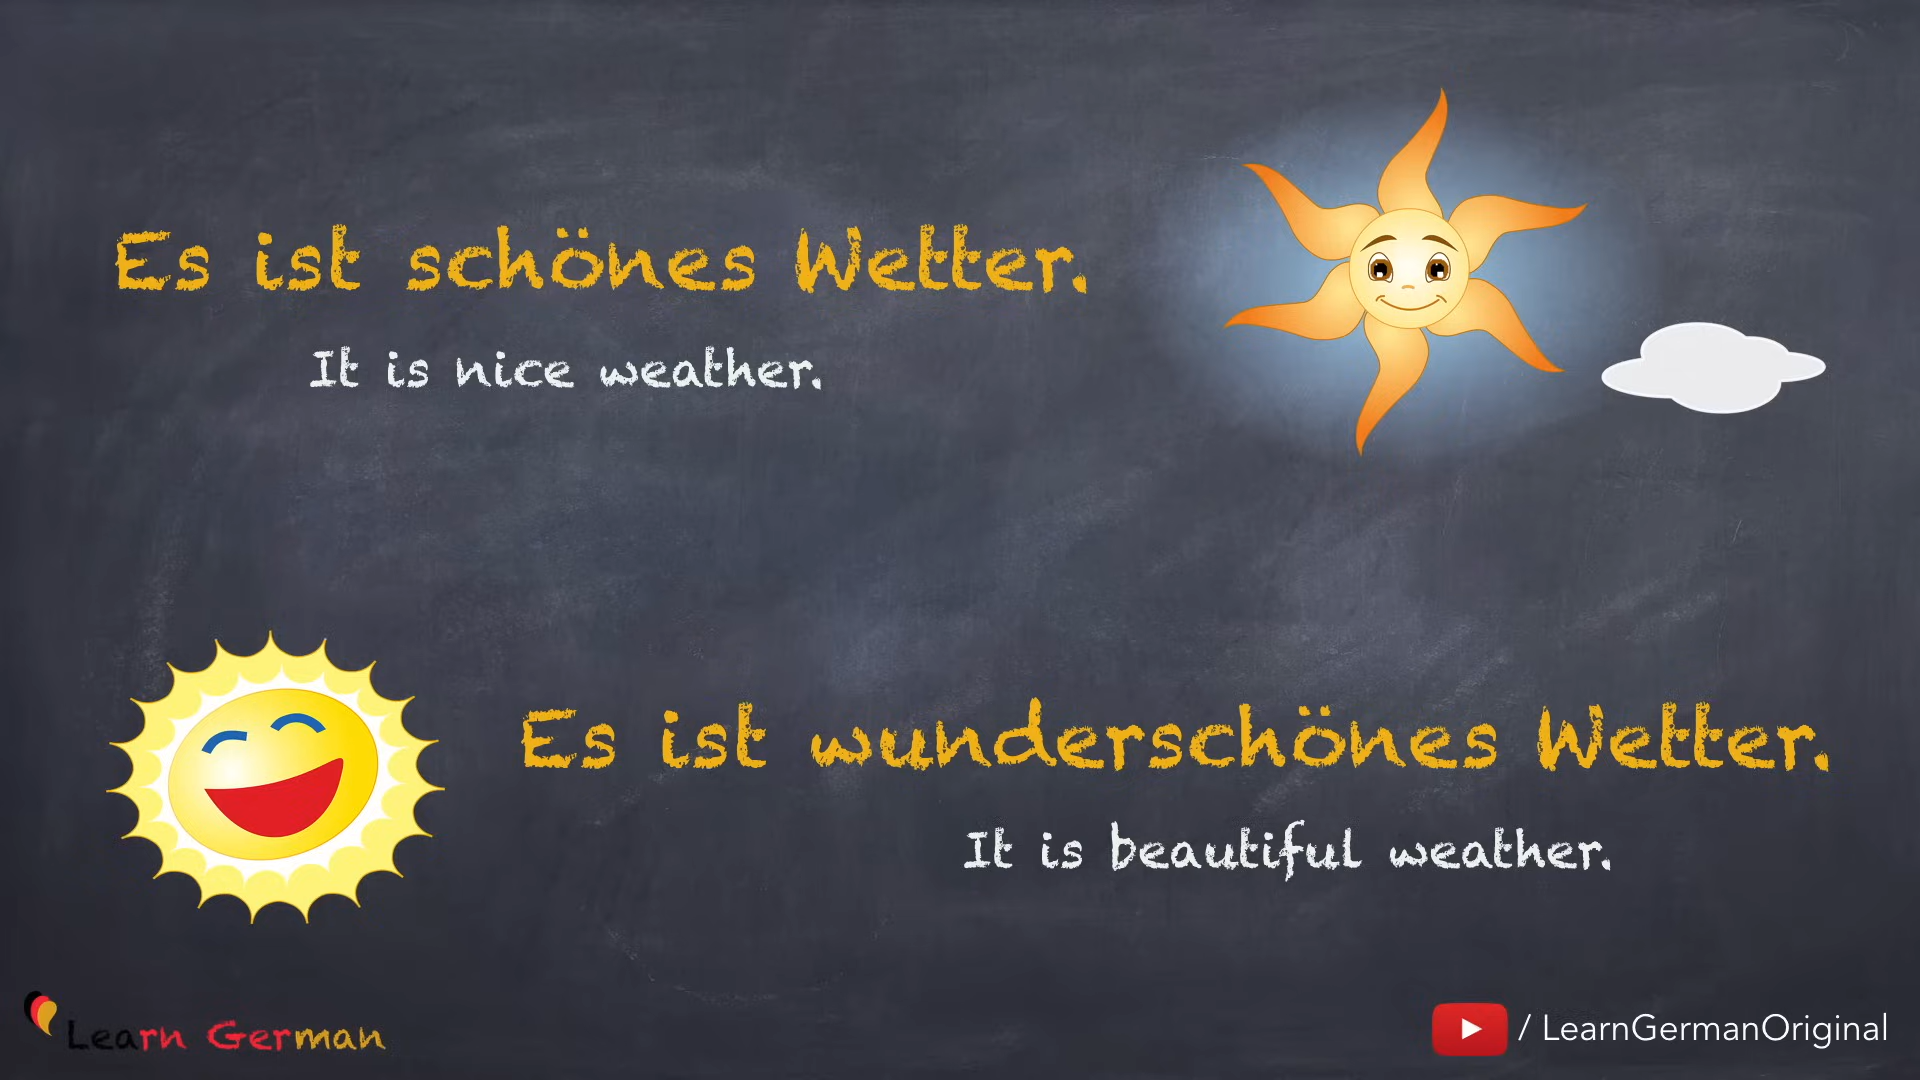 Es ist schönes Wetter.
It is nice weather.
Es ist wunderschönes Wetter.
It is beautiful weather.
Learn German
/ LearnGermanOriginal